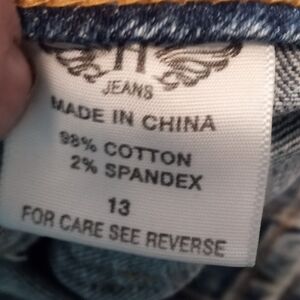 JEANS
MADE IN CHINA
98% COTTON
2% SPANDEX
13
FOR CARE SEE REVERSE